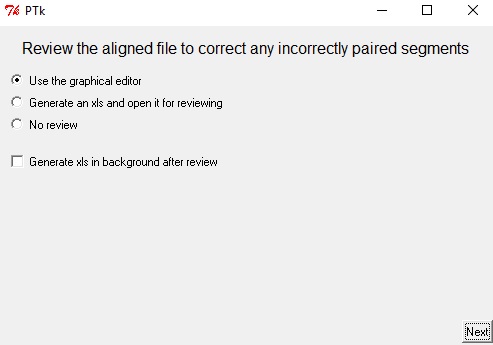 PTk
Review the aligned file to correct any incorrectly paired segments
Use the graphical editor
Generate an xls and open it for reviewing
No review
Generate xls in background after review
Next